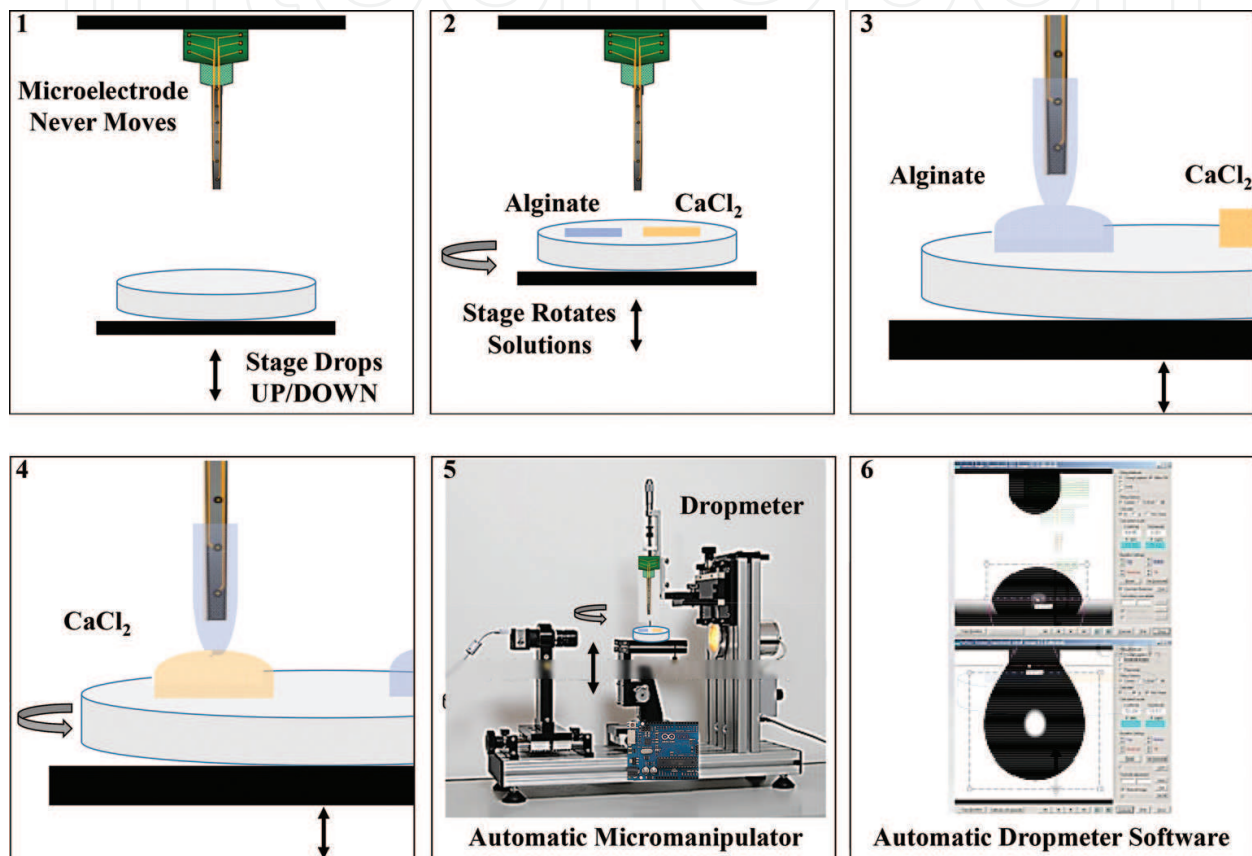 1
Microelectrode
Never Moves
Stage Drops
UP/DOWN
2
Alginate
CaCl₂
Stage Rotates
Solutions
3
Alginate
CaCl₂
4
CaCl₂
5
Dropmeter
Automatic Micromanipulator
6
Automatic Dropmeter Software